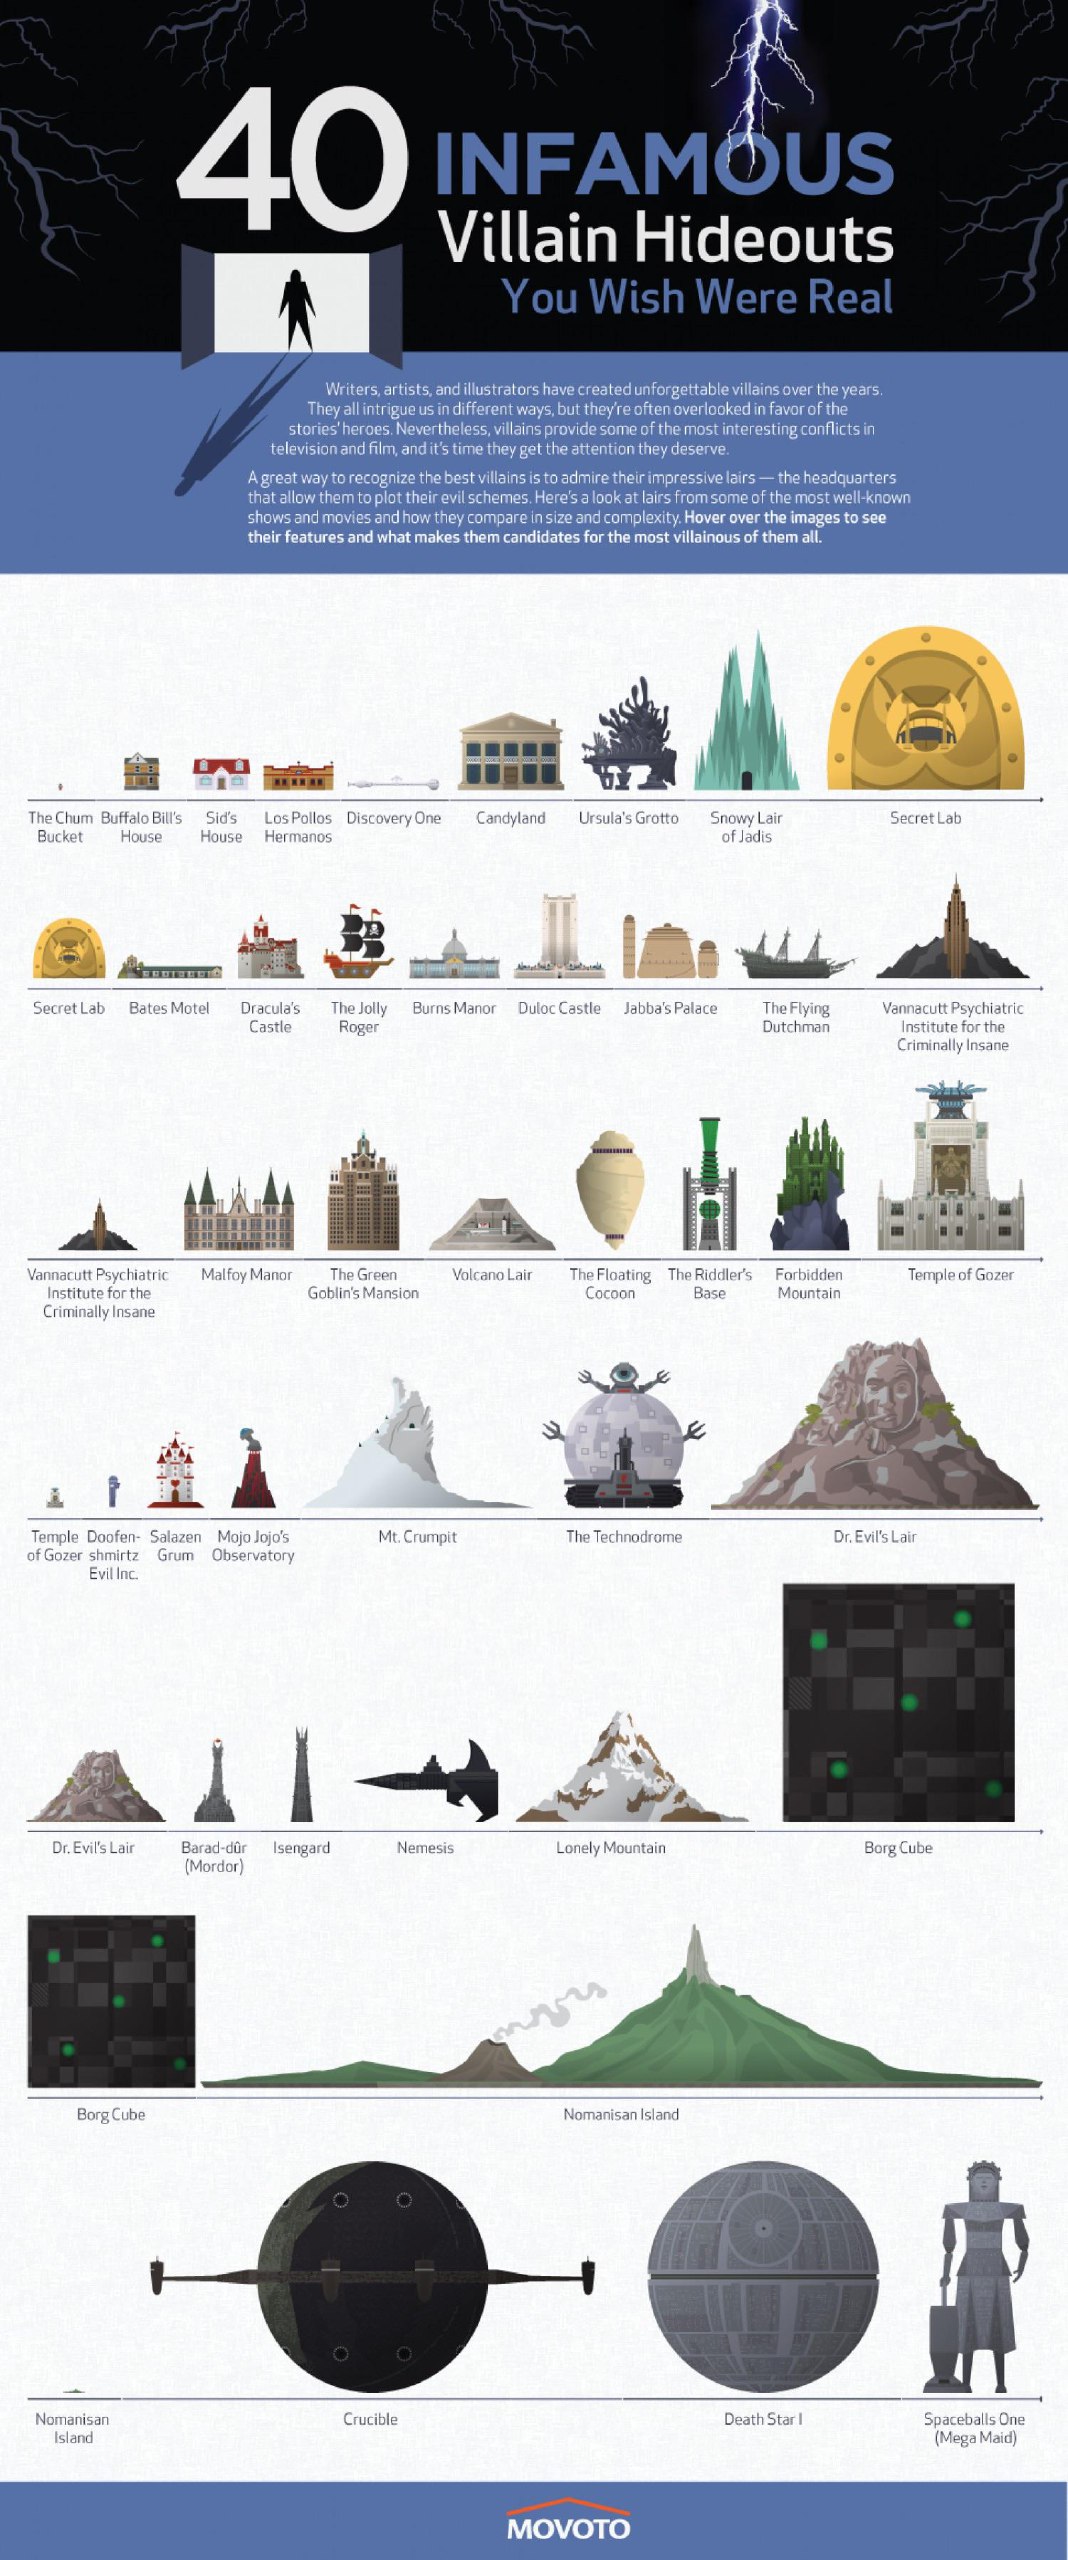 40 INFAMOUS
Villain Hideouts
You Wish Were Real
Writers, artists, and illustrators have created unforgettable villains over the years.
They all intrigue us in different ways, but they're often overlooked in favor of the
stories' heroes. Nevertheless, villains provide some of the most interesting conflicts in
television and film, and it's time they get the attention they deserve.
A great way to recognize the best villains is to admire their impressive lairs — the headquarters
that allow them to plot their evil schemes. Here's a look at lairs from some of the most well-known
shows and movies and how they compare in size and complexity. Hover over the images to see
their features and what makes them candidates for the most villainous of them all.
The Chum
Bucket
Buffalo Bill's
House
Sid's
House
Los Pollos
Hermanos
Discovery One
Candyland
Ursula's Grotto
Snowy Lair
of Jadis
Secret Lab
Secret Lab
Bates Motel
Dracula's
Castle
The Jolly
Roger
Burns Manor
Duloc Castle
Jabba's Palace
The Flying
Dutchman
Vannacutt Psychiatric
Institute for the
Criminally Insane
Vannacutt Psychiatric
Institute for the
Criminally Insane
Malfoy Manor
The Green
Goblin's Mansion
Volcano Lair
The Floating
Cocoon
The Riddler's
Base
Forbidden
Mountain
Temple of Gozer
Temple
of Gozer
Doofen-
shmirtz
Evil Inc.
Salazen
Grum
Mojo Jojo's
Observatory
Mt. Crumpit
The Technodrome
Dr. Evil's Lair
Dr. Evil's Lair
Barad-dûr
(Mordor)
Isengard
Nemesis
Lonely Mountain
Borg Cube
Borg Cube
Nomanisan Island
Nomanisan
Island
Crucible
Death Star I
Spaceballs One
(Mega Maid)
MOVOTO